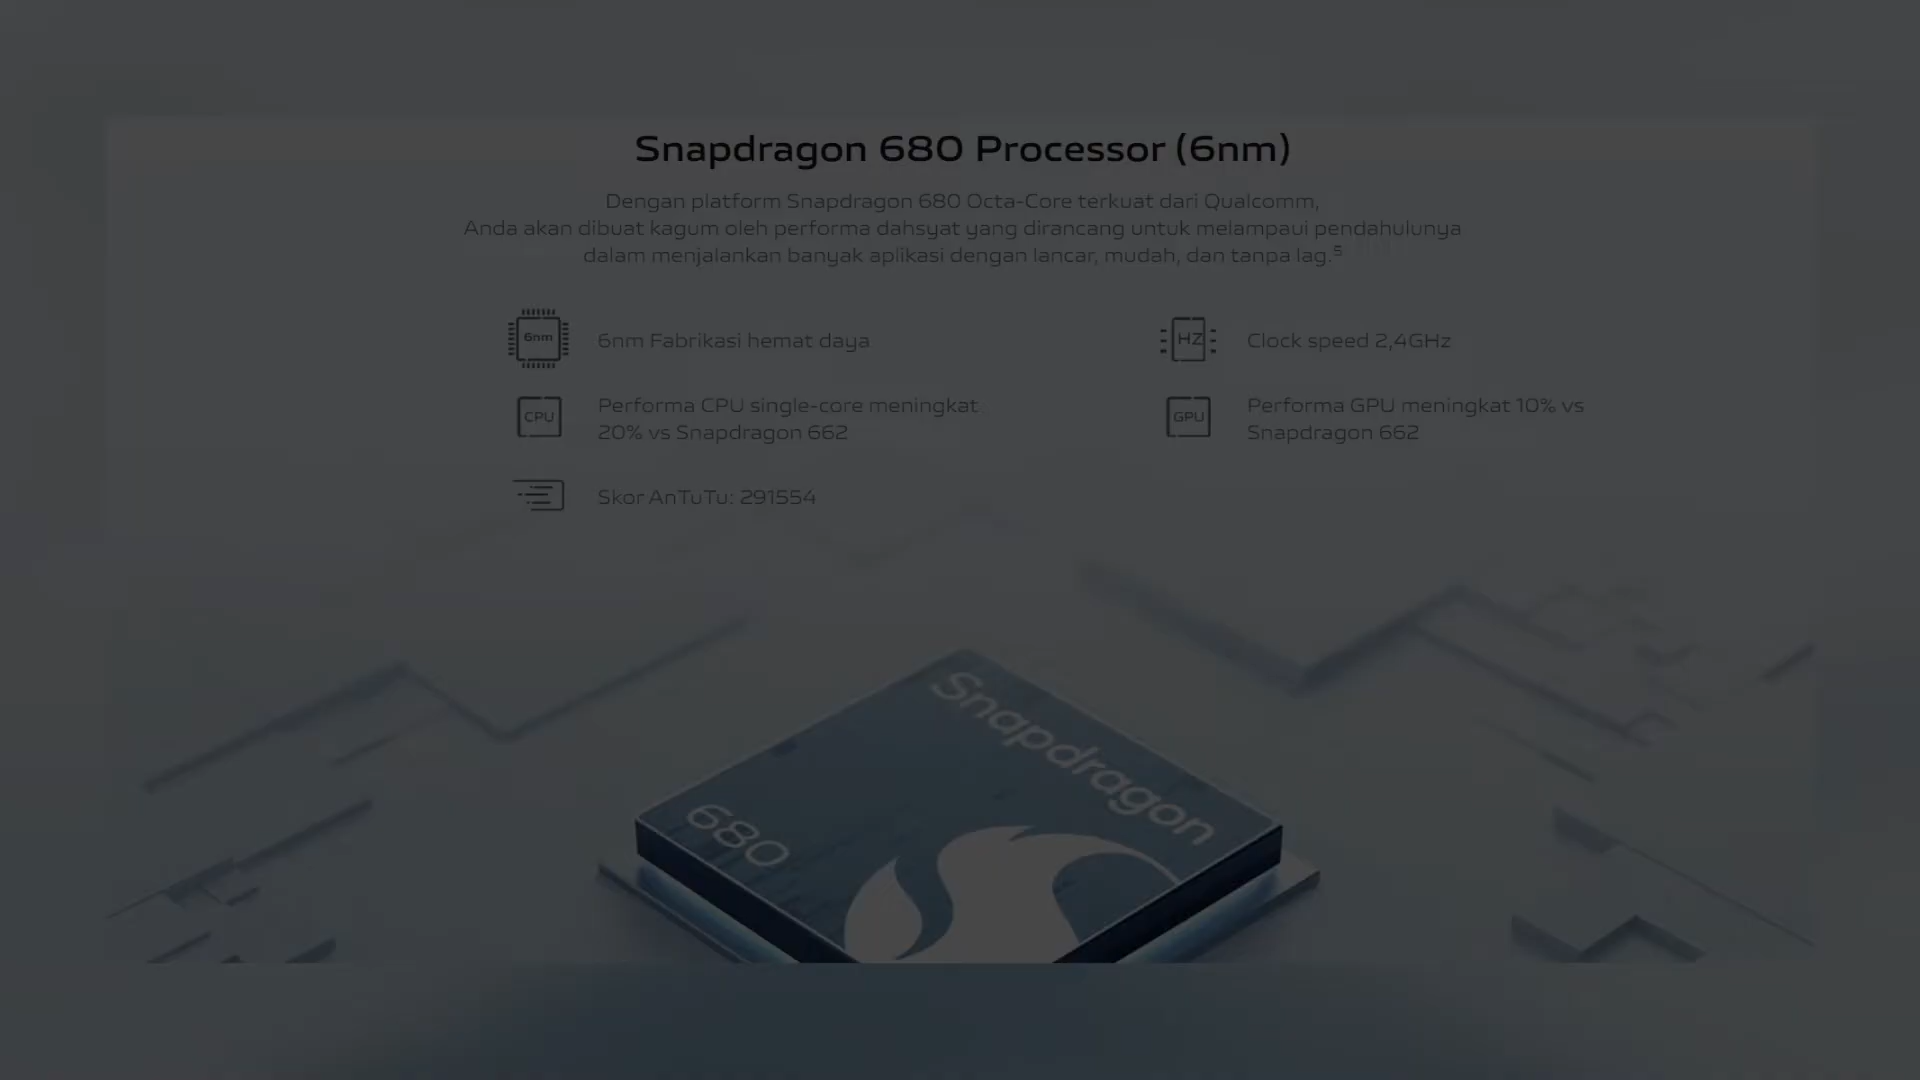 Snapdragon 680 Processor (6nm)
Dengan platform Snapdragon 680 Octa-Core terkuat dari Qualcomm,
Anda akan dibuat kagum oleh performa dahsyat yang dirancang untuk melampaui pendahulunya
dalam menjalankan banyak aplikasi dengan lancar, mudah, dan tanpa lag.⁵
6nm
6nm Fabrikasi hemat daya
HZ
Clock speed 2,4GHz
CPU
Performa CPU single-core meningkat
20% vs Snapdragon 662
GPU
Performa GPU meningkat 10% vs
Snapdragon 662
Skor AnTuTu: 291554
Snapdragon
680